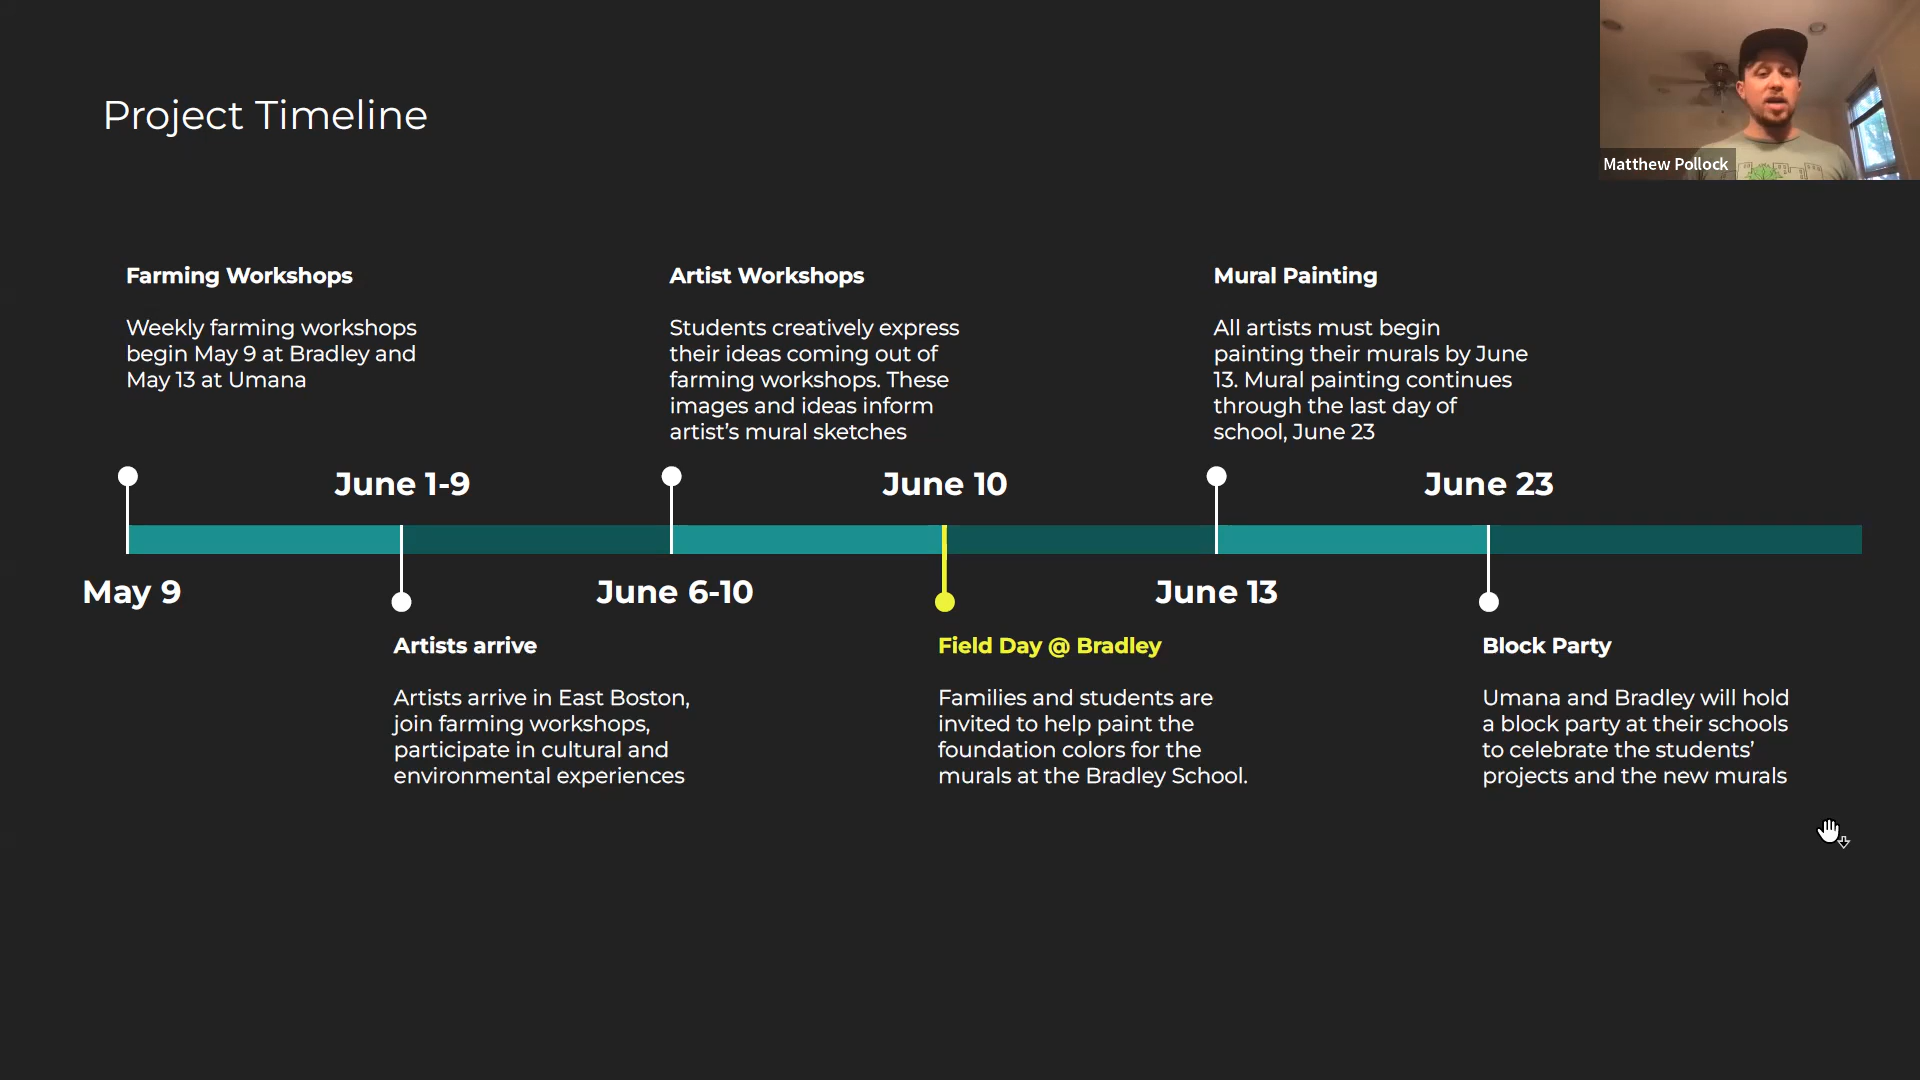 Project Timeline
Matthew Pollock
Farming Workshops
Weekly farming workshops
begin May 9 at Bradley and
May 13 at Umana
Artist Workshops
Students creatively express
their ideas coming out of
farming workshops. These
images and ideas inform
artist's mural sketches
Mural Painting
All artists must begin
painting their murals by June
13. Mural painting continues
through the last day of
school, June 23
June 1-9
June 10
June 23
May 9
June 6-10
June 13
Artists arrive
Artists arrive in East Boston,
join farming workshops,
participate in cultural and
environmental experiences
Field Day @ Bradley
Families and students are
invited to help paint the
foundation colors for the
murals at the Bradley School.
Block Party
Umana and Bradley will hold
a block party at their schools
to celebrate the students'
projects and the new murals